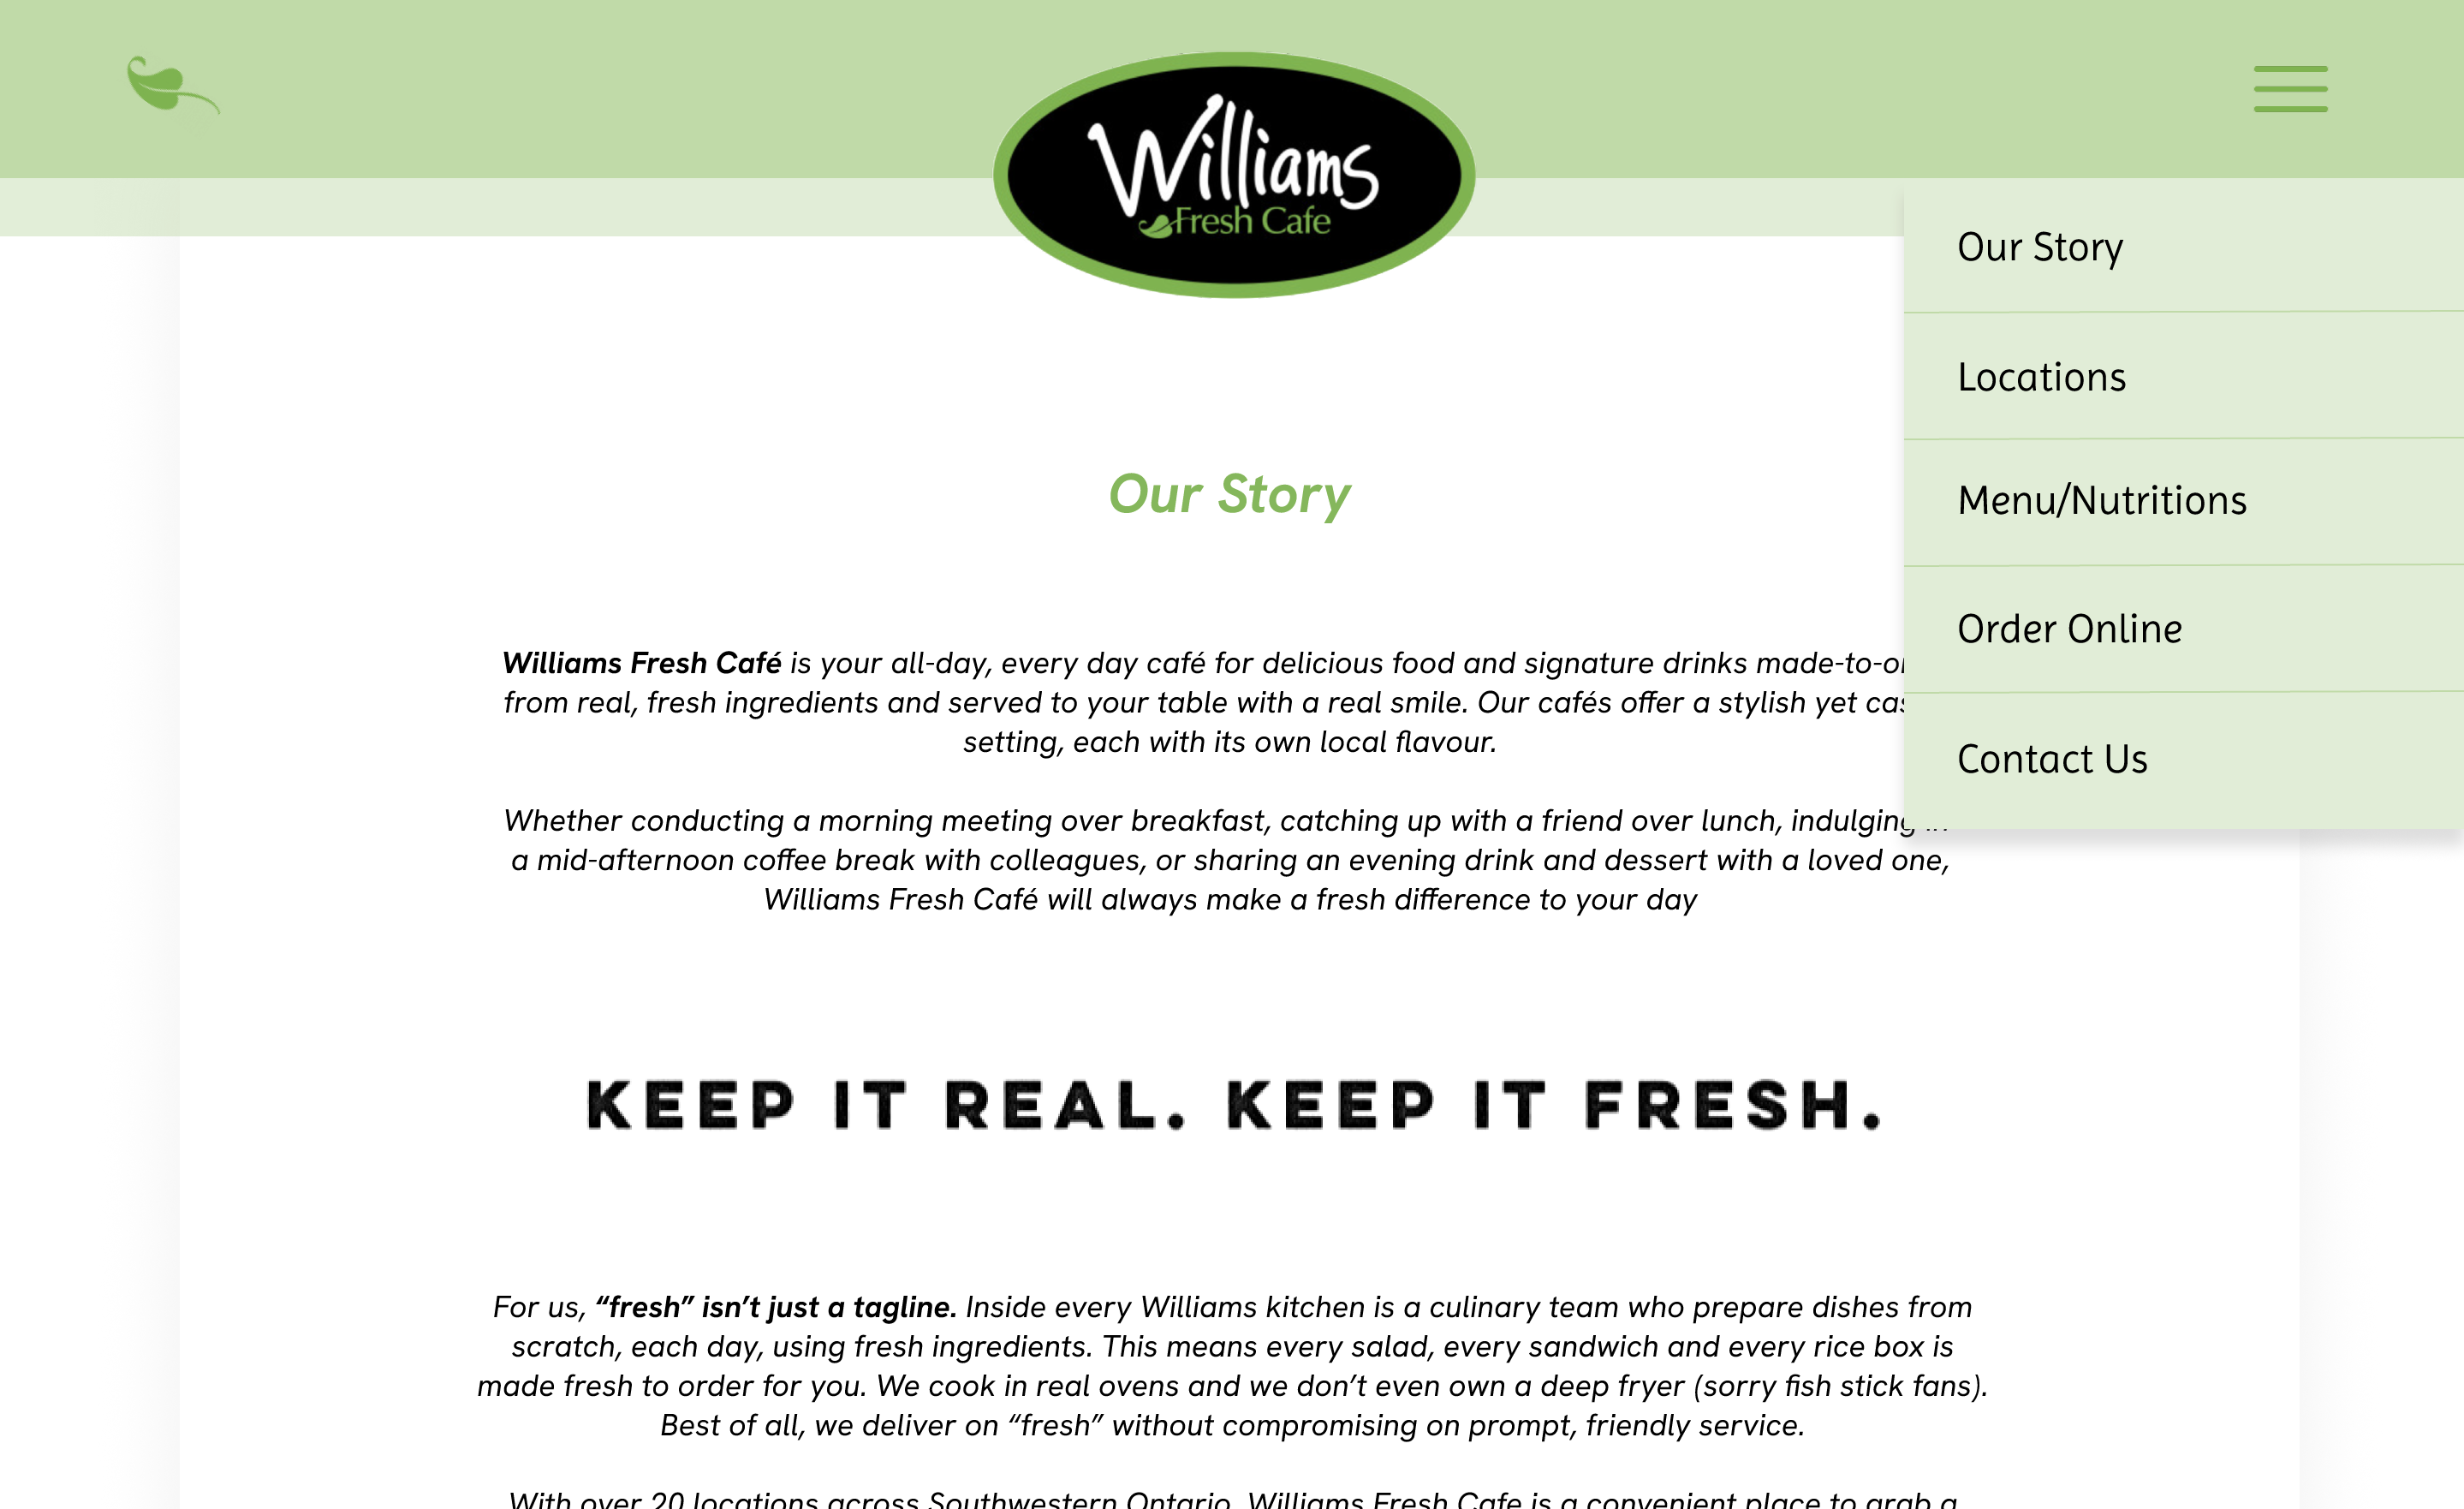 Williams
Fresh Cafe
Our Story
Locations
Menu/Nutritions
Order Online
Contact Us
Our Story
Williams Fresh Café is your all-day, every day café for delicious food and signature drinks
from real, fresh ingredients and served to your table with a real smile. Our cafés offer a stylish yet
setting, each with its own local flavour.
Whether conducting a morning meeting over breakfast, catching up with a friend over lunch, indulging
a mid-afternoon coffee break with colleagues, or sharing an evening drink and dessert with a loved one,
Williams Fresh Café will always make a fresh difference to your day
KEEP IT REAL. KEEP IT FRESH.
For us, “fresh” isn’t just a tagline. Inside every Williams kitchen is a culinary team who prepare dishes from
scratch, each day, using fresh ingredients. This means every salad, every sandwich and every rice box is
made fresh to order for you. We cook in real ovens and we don’t even own a deep fryer (sorry fish stick fans).
Best of all, we deliver on “fresh” without compromising on prompt, friendly service.
With over 20 locations across Southwestern Ontario, Williams Fresh Cafe is a convenient place to grab a